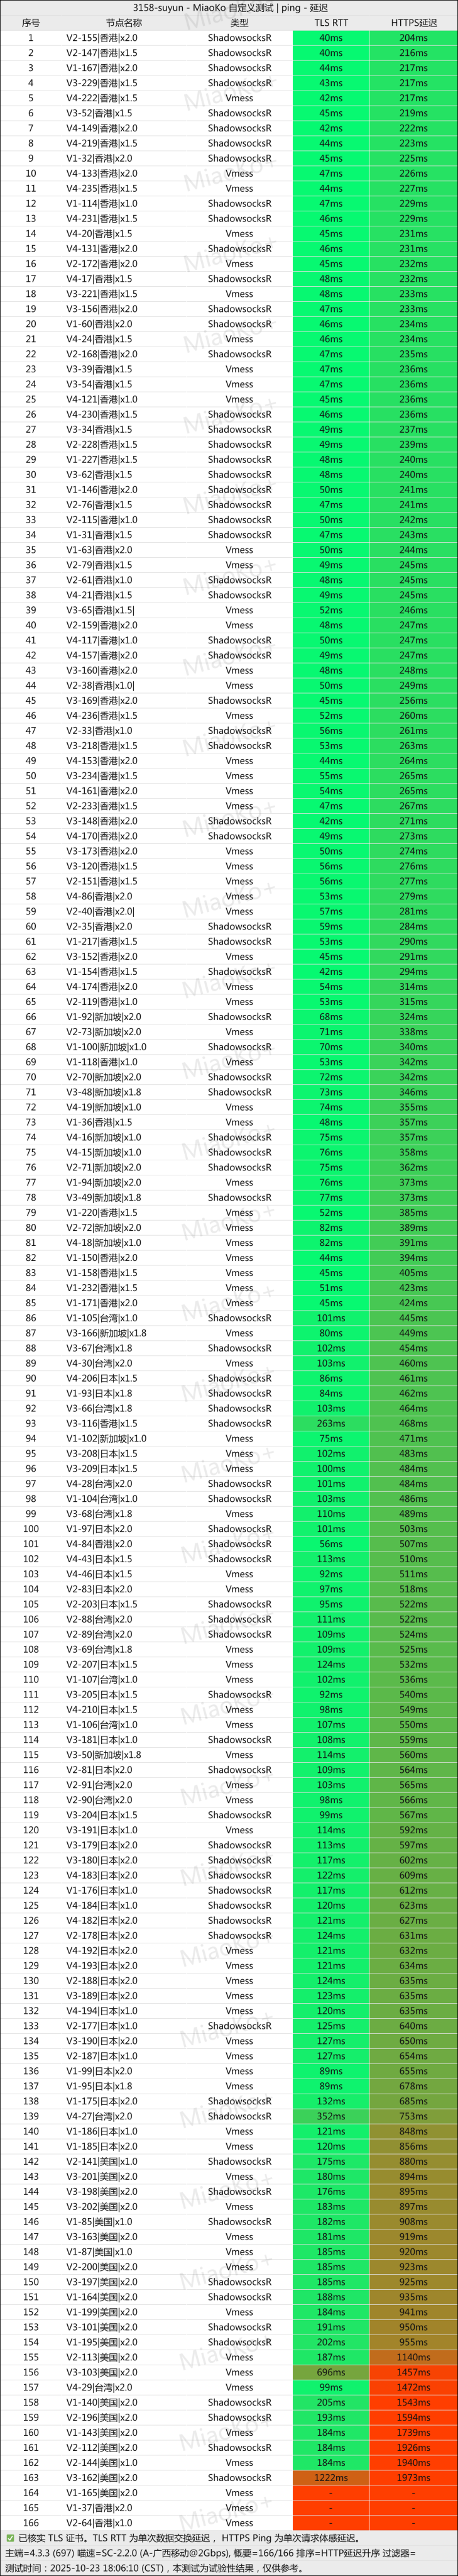 3158-suyun - MiaoKo 自定义测试 | ping - 延迟
序号 节点名称 类型 TLS RTT HTTPS延迟
1 V2-155|香港|x2.0 ShadowsocksR 40ms 204ms
2 V2-147|香港|x1.5 ShadowsocksR 40ms 216ms
3 V1-167|香港|x2.0 ShadowsocksR 44ms 217ms
4 V3-229|香港|x1.5 ShadowsocksR 43ms 217ms
5 V4-222|香港|x1.5 Vmess 42ms 217ms
6 V3-52|香港|x1.5 ShadowsocksR 45ms 219ms
7 V4-149|香港|x2.0 ShadowsocksR 42ms 222ms
8 V4-219|香港|x1.5 ShadowsocksR 44ms 223ms
9 V1-32|香港|x2.0 ShadowsocksR 45ms 225ms
10 V4-133|香港|x2.0 Vmess 47ms 226ms
11 V4-235|香港|x1.5 Vmess 44ms 227ms
12 V1-114|香港|x1.0 ShadowsocksR 47ms 229ms
13 V4-231|香港|x1.5 ShadowsocksR 46ms 229ms
14 V4-20|香港|x1.5 Vmess 45ms 231ms
15 V4-131|香港|x2.0 ShadowsocksR 46ms 231ms
16 V2-172|香港|x2.0 Vmess 45ms 232ms
17 V4-17|香港|x1.5 ShadowsocksR 48ms 232ms
18 V3-221|香港|x1.5 Vmess 48ms 233ms
19 V3-156|香港|x2.0 ShadowsocksR 47ms 233ms
20 V1-60|香港|x2.0 ShadowsocksR 46ms 234ms
21 V4-24|香港|x1.5 Vmess 46ms 234ms
22 V2-168|香港|x2.0 ShadowsocksR 47ms 235ms
23 V3-39|香港|x1.5 Vmess 47ms 236ms
24 V3-54|香港|x1.5 Vmess 47ms 236ms
25 V4-121|香港|x1.0 Vmess 45ms 236ms
26 V4-230|香港|x1.5 ShadowsocksR 46ms 236ms
27 V3-34|香港|x1.5 ShadowsocksR 49ms 237ms
28 V2-228|香港|x1.5 ShadowsocksR 49ms 239ms
29 V1-227|香港|x1.5 ShadowsocksR 48ms 240ms
30 V3-62|香港|x1.5 ShadowsocksR 48ms 240ms
31 V1-146|香港|x2.0 ShadowsocksR 50ms 241ms
32 V2-76|香港|x1.5 ShadowsocksR 47ms 241ms
33 V2-115|香港|x1.0 ShadowsocksR 50ms 242ms
34 V1-31|香港|x1.5 ShadowsocksR 47ms 243ms
35 V1-63|香港|x2.0 Vmess 50ms 244ms
36 V2-79|香港|x1.5 Vmess 49ms 245ms
37 V2-61|香港|x1.0 ShadowsocksR 48ms 245ms
38 V4-21|香港|x1.5 ShadowsocksR 49ms 245ms
39 V3-65|香港|x1.5| Vmess 52ms 246ms
40 V2-159|香港|x2.0 Vmess 48ms 247ms
41 V4-117|香港|x1.0 ShadowsocksR 50ms 247ms
42 V4-157|香港|x2.0 ShadowsocksR 49ms 247ms
43 V3-160|香港|x2.0 Vmess 48ms 248ms
44 V2-38|香港|x1.0| Vmess 50ms 249ms
45 V3-169|香港|x2.0 ShadowsocksR 45ms 256ms
46 V4-236|香港|x1.5 Vmess 52ms 260ms
47 V2-33|香港|x1.0 ShadowsocksR 56ms 261ms
48 V3-218|香港|x1.5 ShadowsocksR 53ms 263ms
49 V4-153|香港|x2.0 Vmess 44ms 264ms
50 V3-234|香港|x1.5 Vmess 55ms 265ms
51 V4-161|香港|x2.0 Vmess 54ms 265ms
52 V2-233|香港|x1.5 Vmess 47ms 267ms
53 V3-148|香港|x2.0 ShadowsocksR 42ms 271ms
54 V4-170|香港|x2.0 ShadowsocksR 49ms 273ms
55 V3-173|香港|x2.0 Vmess 50ms 274ms
56 V3-120|香港|x1.5 Vmess 56ms 276ms
57 V2-151|香港|x1.5 Vmess 56ms 277ms
58 V4-86|香港|x2.0 Vmess 53ms 279ms
59 V2-40|香港|x2.0| Vmess 57ms 281ms
60 V2-35|香港|x2.0 ShadowsocksR 59ms 284ms
61 V1-217|香港|x1.5 ShadowsocksR 53ms 290ms
62 V3-152|香港|x2.0 Vmess 45ms 291ms
63 V1-154|香港|x1.5 ShadowsocksR 42ms 294ms
64 V4-174|香港|x2.0 Vmess 54ms 314ms
65 V2-119|香港|x1.0 Vmess 53ms 315ms
66 V1-92|新加坡|x2.0 ShadowsocksR 68ms 324ms
67 V2-73|新加坡|x2.0 Vmess 71ms 338ms
68 V1-100|新加坡|x1.0 ShadowsocksR 70ms 340ms
69 V1-118|香港|x1.0 Vmess 53ms 342ms
70 V2-70|新加坡|x2.0 ShadowsocksR 72ms 342ms
71 V3-48|新加坡|x1.8 ShadowsocksR 73ms 346ms
72 V4-19|新加坡|x1.0 Vmess 74ms 355ms
73 V1-36|香港|x1.5 Vmess 48ms 357ms
74 V4-16|新加坡|x1.0 ShadowsocksR 75ms 357ms
75 V4-15|新加坡|x1.0 ShadowsocksR 76ms 358ms
76 V2-71|新加坡|x2.0 ShadowsocksR 75ms 362ms
77 V1-94|新加坡|x2.0 Vmess 76ms 373ms
78 V3-49|新加坡|x1.8 ShadowsocksR 77ms 373ms
79 V1-220|香港|x1.5 Vmess 52ms 385ms
80 V2-72|新加坡|x2.0 Vmess 82ms 389ms
81 V4-18|新加坡|x1.0 Vmess 82ms 391ms
82 V1-150|香港|x2.0 Vmess 44ms 394ms
83 V1-158|香港|x1.5 Vmess 45ms 405ms
84 V1-232|香港|x1.5 Vmess 51ms 423ms
85 V1-171|香港|x2.0 Vmess 45ms 424ms
86 V1-105|台湾|x1.0 ShadowsocksR 101ms 445ms
87 V3-166|新加坡|x1.8 Vmess 80ms 449ms
88 V3-67|台湾|x1.8 ShadowsocksR 102ms 454ms
89 V4-30|台湾|x2.0 Vmess 103ms 460ms
90 V4-206|日本|x1.5 ShadowsocksR 86ms 461ms
91 V1-93|日本|x1.8 ShadowsocksR 84ms 462ms
92 V3-66|台湾|x1.8 ShadowsocksR 103ms 464ms
93 V3-116|香港|x1.5 ShadowsocksR 263ms 468ms
94 V1-102|新加坡|x1.0 Vmess 75ms 471ms
95 V3-208|日本|x1.5 Vmess 102ms 483ms
96 V3-209|日本|x1.5 Vmess 100ms 484ms
97 V4-28|台湾|x2.0 ShadowsocksR 101ms 484ms
98 V1-104|台湾|x1.0 ShadowsocksR 103ms 486ms
99 V3-68|台湾|x1.8 Vmess 110ms 489ms
100 V1-97|日本|x2.0 ShadowsocksR 101ms 503ms
101 V4-84|香港|x2.0 ShadowsocksR 56ms 507ms
102 V4-43|日本|x1.5 ShadowsocksR 113ms 510ms
103 V4-46|日本|x1.5 Vmess 92ms 511ms
104 V2-83|日本|x2.0 Vmess 97ms 518ms
105 V2-203|日本|x1.5 ShadowsocksR 95ms 522ms
106 V2-88|台湾|x2.0 ShadowsocksR 111ms 522ms
107 V2-89|台湾|x2.0 ShadowsocksR 109ms 524ms
108 V3-69|台湾|x1.8 Vmess 109ms 525ms
109 V2-207|日本|x1.5 Vmess 124ms 532ms
110 V1-107|台湾|x1.0 Vmess 102ms 536ms
111 V3-205|日本|x1.5 ShadowsocksR 92ms 540ms
112 V4-210|日本|x1.5 Vmess 98ms 549ms
113 V1-106|台湾|x1.0 Vmess 107ms 550ms
114 V3-181|日本|x1.0 ShadowsocksR 108ms 559ms
115 V3-50|新加坡|x1.8 Vmess 114ms 560ms
116 V2-81|日本|x2.0 ShadowsocksR 109ms 564ms
117 V2-91|台湾|x2.0 Vmess 103ms 565ms
118 V2-90|台湾|x2.0 Vmess 98ms 566ms
119 V3-204|日本|x1.5 ShadowsocksR 99ms 567ms
120 V3-191|日本|x1.0 Vmess 114ms 592ms
121 V3-179|日本|x2.0 ShadowsocksR 113ms 597ms
122 V3-180|日本|x2.0 ShadowsocksR 117ms 602ms
123 V4-183|日本|x2.0 ShadowsocksR 122ms 609ms
124 V1-176|日本|x1.0 ShadowsocksR 117ms 612ms
125 V4-184|日本|x1.0 ShadowsocksR 120ms 623ms
126 V4-182|日本|x2.0 ShadowsocksR 121ms 627ms
127 V2-178|日本|x2.0 ShadowsocksR 124ms 631ms
128 V4-192|日本|x2.0 Vmess 121ms 632ms
129 V4-193|日本|x2.0 Vmess 121ms 634ms
130 V2-188|日本|x2.0 Vmess 124ms 635ms
131 V3-189|日本|x2.0 Vmess 123ms 635ms
132 V4-194|日本|x1.0 Vmess 120ms 635ms
133 V2-177|日本|x1.0 ShadowsocksR 125ms 640ms
134 V3-190|日本|x2.0 Vmess 127ms 650ms
135 V2-187|日本|x1.0 Vmess 127ms 654ms
136 V1-99|日本|x2.0 Vmess 89ms 655ms
137 V1-95|日本|x1.8 Vmess 89ms 678ms
138 V1-175|日本|x2.0 ShadowsocksR 132ms 685ms
139 V4-27|台湾|x2.0 ShadowsocksR 352ms 753ms
140 V1-186|日本|x1.0 Vmess 121ms 848ms
141 V1-185|日本|x2.0 Vmess 120ms 856ms
142 V2-141|美国|x1.0 ShadowsocksR 175ms 880ms
143 V3-201|美国|x2.0 Vmess 180ms 894ms
144 V3-198|美国|x2.0 ShadowsocksR 176ms 895ms
145 V3-202|美国|x2.0 Vmess 183ms 897ms
146 V1-85|美国|x1.0 ShadowsocksR 182ms 908ms
147 V3-163|美国|x2.0 Vmess 181ms 919ms
148 V1-87|美国|x1.0 Vmess 185ms 920ms
149 V2-200|美国|x2.0 Vmess 185ms 923ms
150 V3-197|美国|x2.0 ShadowsocksR 185ms 925ms
151 V1-164|美国|x2.0 ShadowsocksR 188ms 935ms
152 V1-199|美国|x2.0 Vmess 184ms 941ms
153 V3-101|美国|x2.0 ShadowsocksR 191ms 950ms
154 V1-195|美国|x2.0 ShadowsocksR 202ms 955ms
155 V2-113|美国|x2.0 Vmess 187ms 1140ms
156 V3-103|美国|x2.0 Vmess 696ms 1457ms
157 V4-29|台湾|x2.0 Vmess 99ms 1472ms
158 V1-140|美国|x2.0 ShadowsocksR 205ms 1543ms
159 V2-196|美国|x2.0 ShadowsocksR 193ms 1594ms
160 V1-143|美国|x2.0 Vmess 184ms 1739ms
161 V2-112|美国|x2.0 ShadowsocksR 184ms 1926ms
162 V2-144|美国|x1.0 Vmess 184ms 1940ms
163 V3-162|美国|x2.0 ShadowsocksR 1222ms 1973ms
164 V1-165|美国|x2.0 Vmess - -
165 V1-37|香港|x2.0 Vmess - -
166 V2-64|香港|x1.0 Vmess - -
✅ 已核实 TLS 证书。TLS RTT 为单次数据交换延迟， HTTPS Ping 为单次请求体感延迟。
主端=4.3.3 (697) 喵速=SC-2.2.0 (A-广西移动@2Gbps), 概要=166/166 排序=HTTP延迟升序 过滤器=
测试时间：2025-10-23 18:06:10 (CST)，本测试为试验性结果，仅供参考。